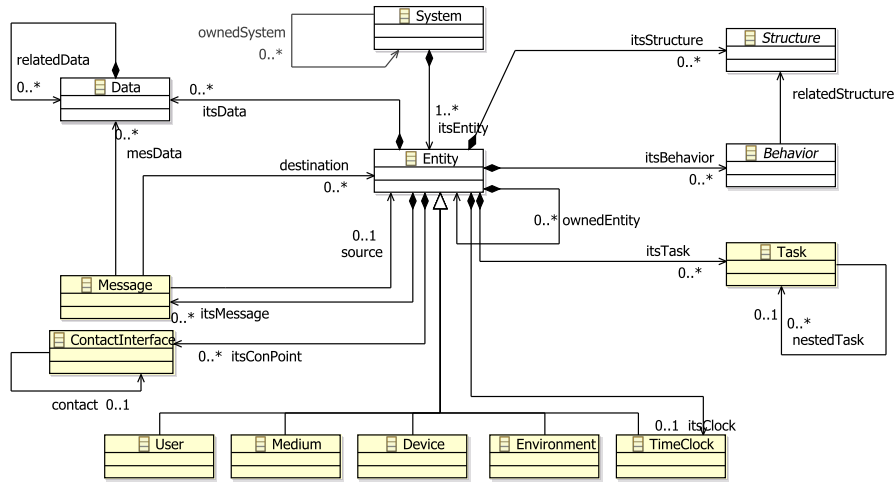 System
ownedSystem
0..*
Structure
itsStructure
0..*
relatedData
0..*
Data
0..*
itsData
relatedStructure
1..*
itsEntity
0..*
mesData
Entity
Behavior
itsBehavior
0..*
destination
0..*
0..* ownedEntity
0..1
source
itsTask
0..*
Task
Message
0..* itsMessage
0..1
0..*
nestedTask
ContactInterface
0..* itsConPoint
contact 0..1
0..1 itsClock
User
Medium
Device
Environment
TimeClock